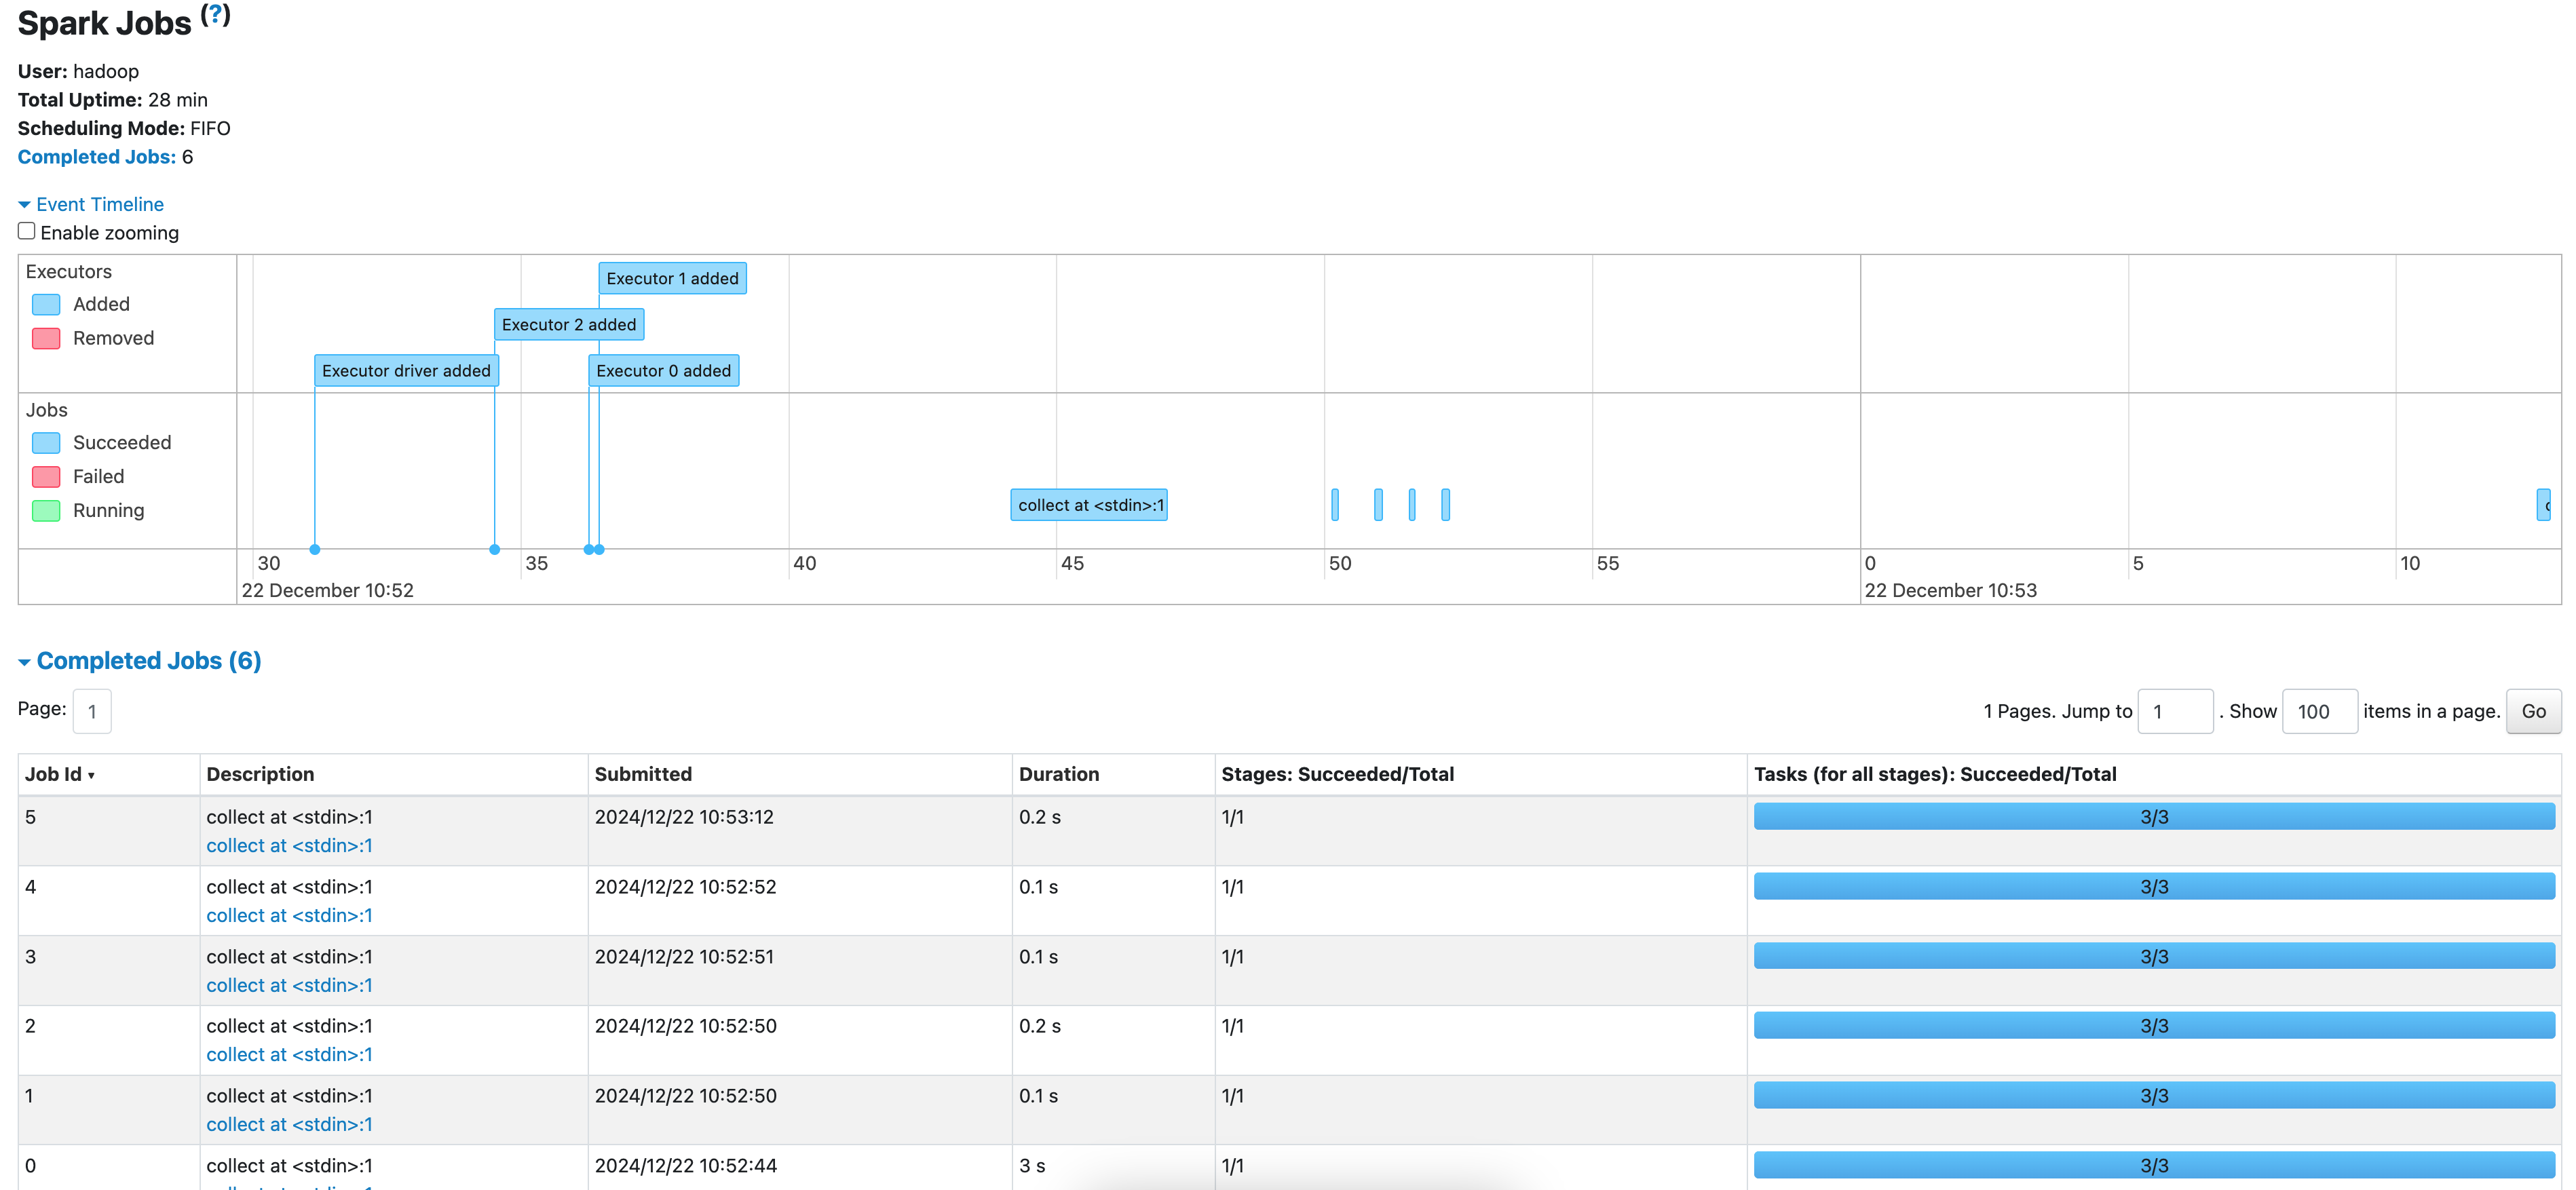 Spark Jobs (?)
User: hadoop
Total Uptime: 28 min
Scheduling Mode: FIFO
Completed Jobs: 6
Event Timeline
Enable zooming
Executors
Added
Removed
Executor 1 added
Executor 2 added
Executor driver added
Executor 0 added
Jobs
Succeeded
Failed
Running
collect at <stdin>:1
30 35 40 45 50 55 0 5 10
22 December 10:52 22 December 10:53
Completed Jobs (6)
Page: 1
1 Pages. Jump to 1 . Show 100 items in a page. Go
Job Id ▾ Description Submitted Duration Stages: Succeeded/Total Tasks (for all stages): Succeeded/Total
5 collect at <stdin>:1 2024/12/22 10:53:12 0.2 s 1/1 3/3
collect at <stdin>:1
4 collect at <stdin>:1 2024/12/22 10:52:52 0.1 s 1/1 3/3
collect at <stdin>:1
3 collect at <stdin>:1 2024/12/22 10:52:51 0.1 s 1/1 3/3
collect at <stdin>:1
2 collect at <stdin>:1 2024/12/22 10:52:50 0.2 s 1/1 3/3
collect at <stdin>:1
1 collect at <stdin>:1 2024/12/22 10:52:50 0.1 s 1/1 3/3
collect at <stdin>:1
0 collect at <stdin>:1 2024/12/22 10:52:44 3 s 1/1 3/3